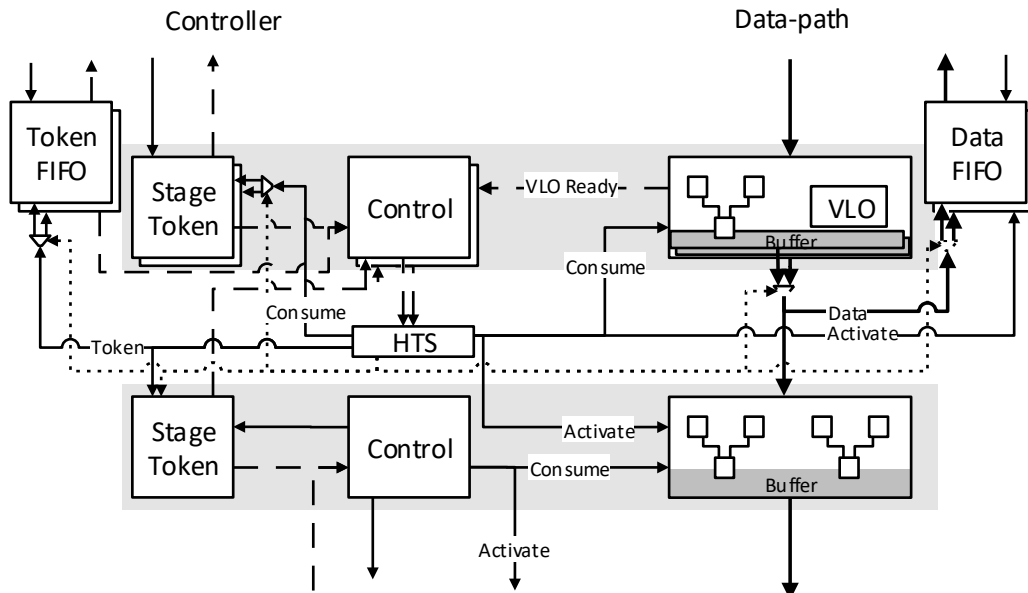 Controller
Data-path
Token
FIFO
Stage
Token
Control
VLO Ready
VLO
Buffer
Data
FIFO
Consume
Consume
Data
Activate
Token
HTS
Stage
Token
Control
Activate
Consume
Buffer
Activate